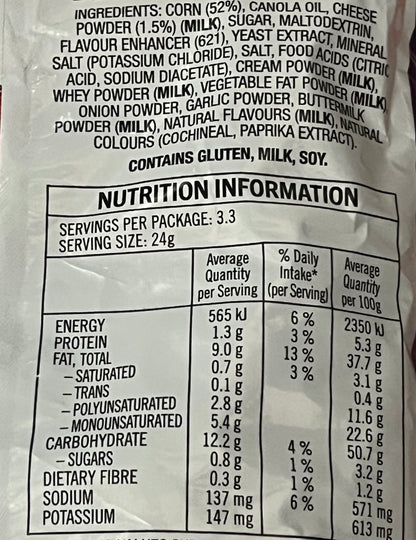 INGREDIENTS: CORN (52%), CANOLA OIL, CHEESE
POWDER (1.5%) (MILK), SUGAR, MALTODEXTRIN,
FLAVOUR ENHANCER (621), YEAST EXTRACT, MINERAL
SALT (POTASSIUM CHLORIDE), SALT, FOOD ACIDS (CITRIC
ACID, SODIUM DIACETATE), CREAM POWDER (MILK),
WHEY POWDER (MILK), VEGETABLE FAT POWDER (MILK)
ONION POWDER, GARLIC POWDER, BUTTERMILK
POWDER (MILK), NATURAL FLAVOURS (MILK), NATURAL
COLOURS (COCHINEAL, PAPRIKA EXTRACT).
CONTAINS GLUTEN, MILK, SOY.
NUTRITION INFORMATION
SERVINGS PER PACKAGE: 3.3
SERVING SIZE: 24g
Average Quantity per Serving % Daily Intake* (per Serving) Average Quantity per 100g
ENERGY 565 kJ 6 % 2350 kJ
PROTEIN 1.3 g 3 % 5.3 g
FAT, TOTAL 9.0 g 13 % 37.7 g
– SATURATED 0.7 g 3 % 3.1 g
– TRANS 0.1 g 0.4 g
– POLYUNSATURATED 2.8 g 11.6 g
– MONOUNSATURATED 5.4 g 22.6 g
CARBOHYDRATE 12.2 g 4 % 50.7 g
– SUGARS 0.8 g 1 % 3.2 g
DIETARY FIBRE 0.3 g 1 % 1.2 g
SODIUM 137 mg 6 % 571 mg
POTASSIUM 147 mg 613 mg